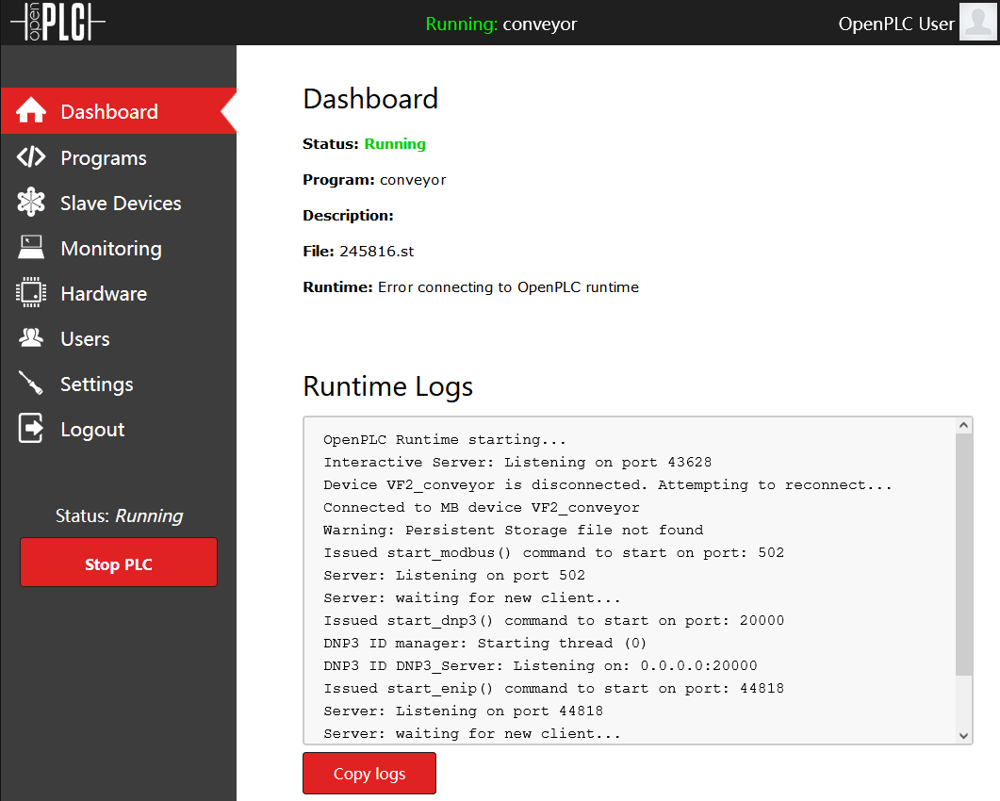 open PLC
Running: conveyor
OpenPLC User
Dashboard
Programs
Slave Devices
Monitoring
Hardware
Users
Settings
Logout
Status: Running
Stop PLC
Dashboard
Status: Running
Program: conveyor
Description:
File: 245816.st
Runtime: Error connecting to OpenPLC runtime
Runtime Logs
OpenPLC Runtime starting...
Interactive Server: Listening on port 43628
Device VF2_conveyor is disconnected. Attempting to reconnect...
Connected to MB device VF2_conveyor
Warning: Persistent Storage file not found
Issued start_modbus() command to start on port: 502
Server: Listening on port 502
Server: waiting for new client...
Issued start_dnp3() command to start on port: 20000
DNP3 ID manager: Starting thread (0)
DNP3 ID DNP3_Server: Listening on: 0.0.0.0:20000
Issued start_enip() command to start on port: 44818
Server: Listening on port 44818
Server: waiting for new client...
Copy logs